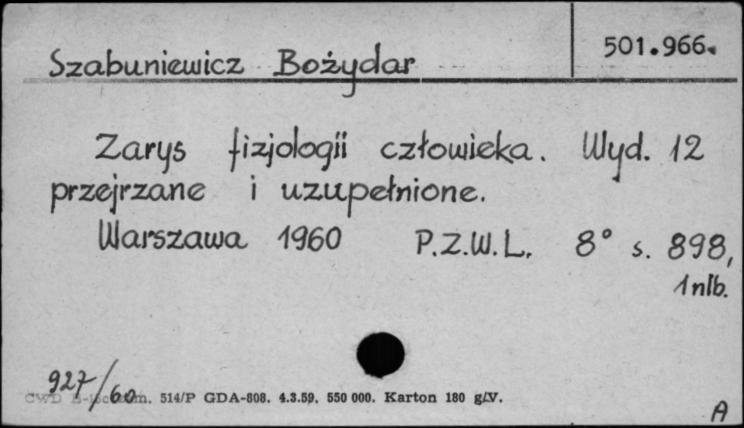 Szabuniewicz Bożydar
501.966.
Zarys fizjologii człowieka. Wyd. 12
przejrzane i uzupełnione.
Warszawa 1960 P.Z.W.L. 8° s. 898,
1 nlb.
927/60
CWD 514/P GDA-808. 4.3.59. 550 000. Karton 180 g/V.
A